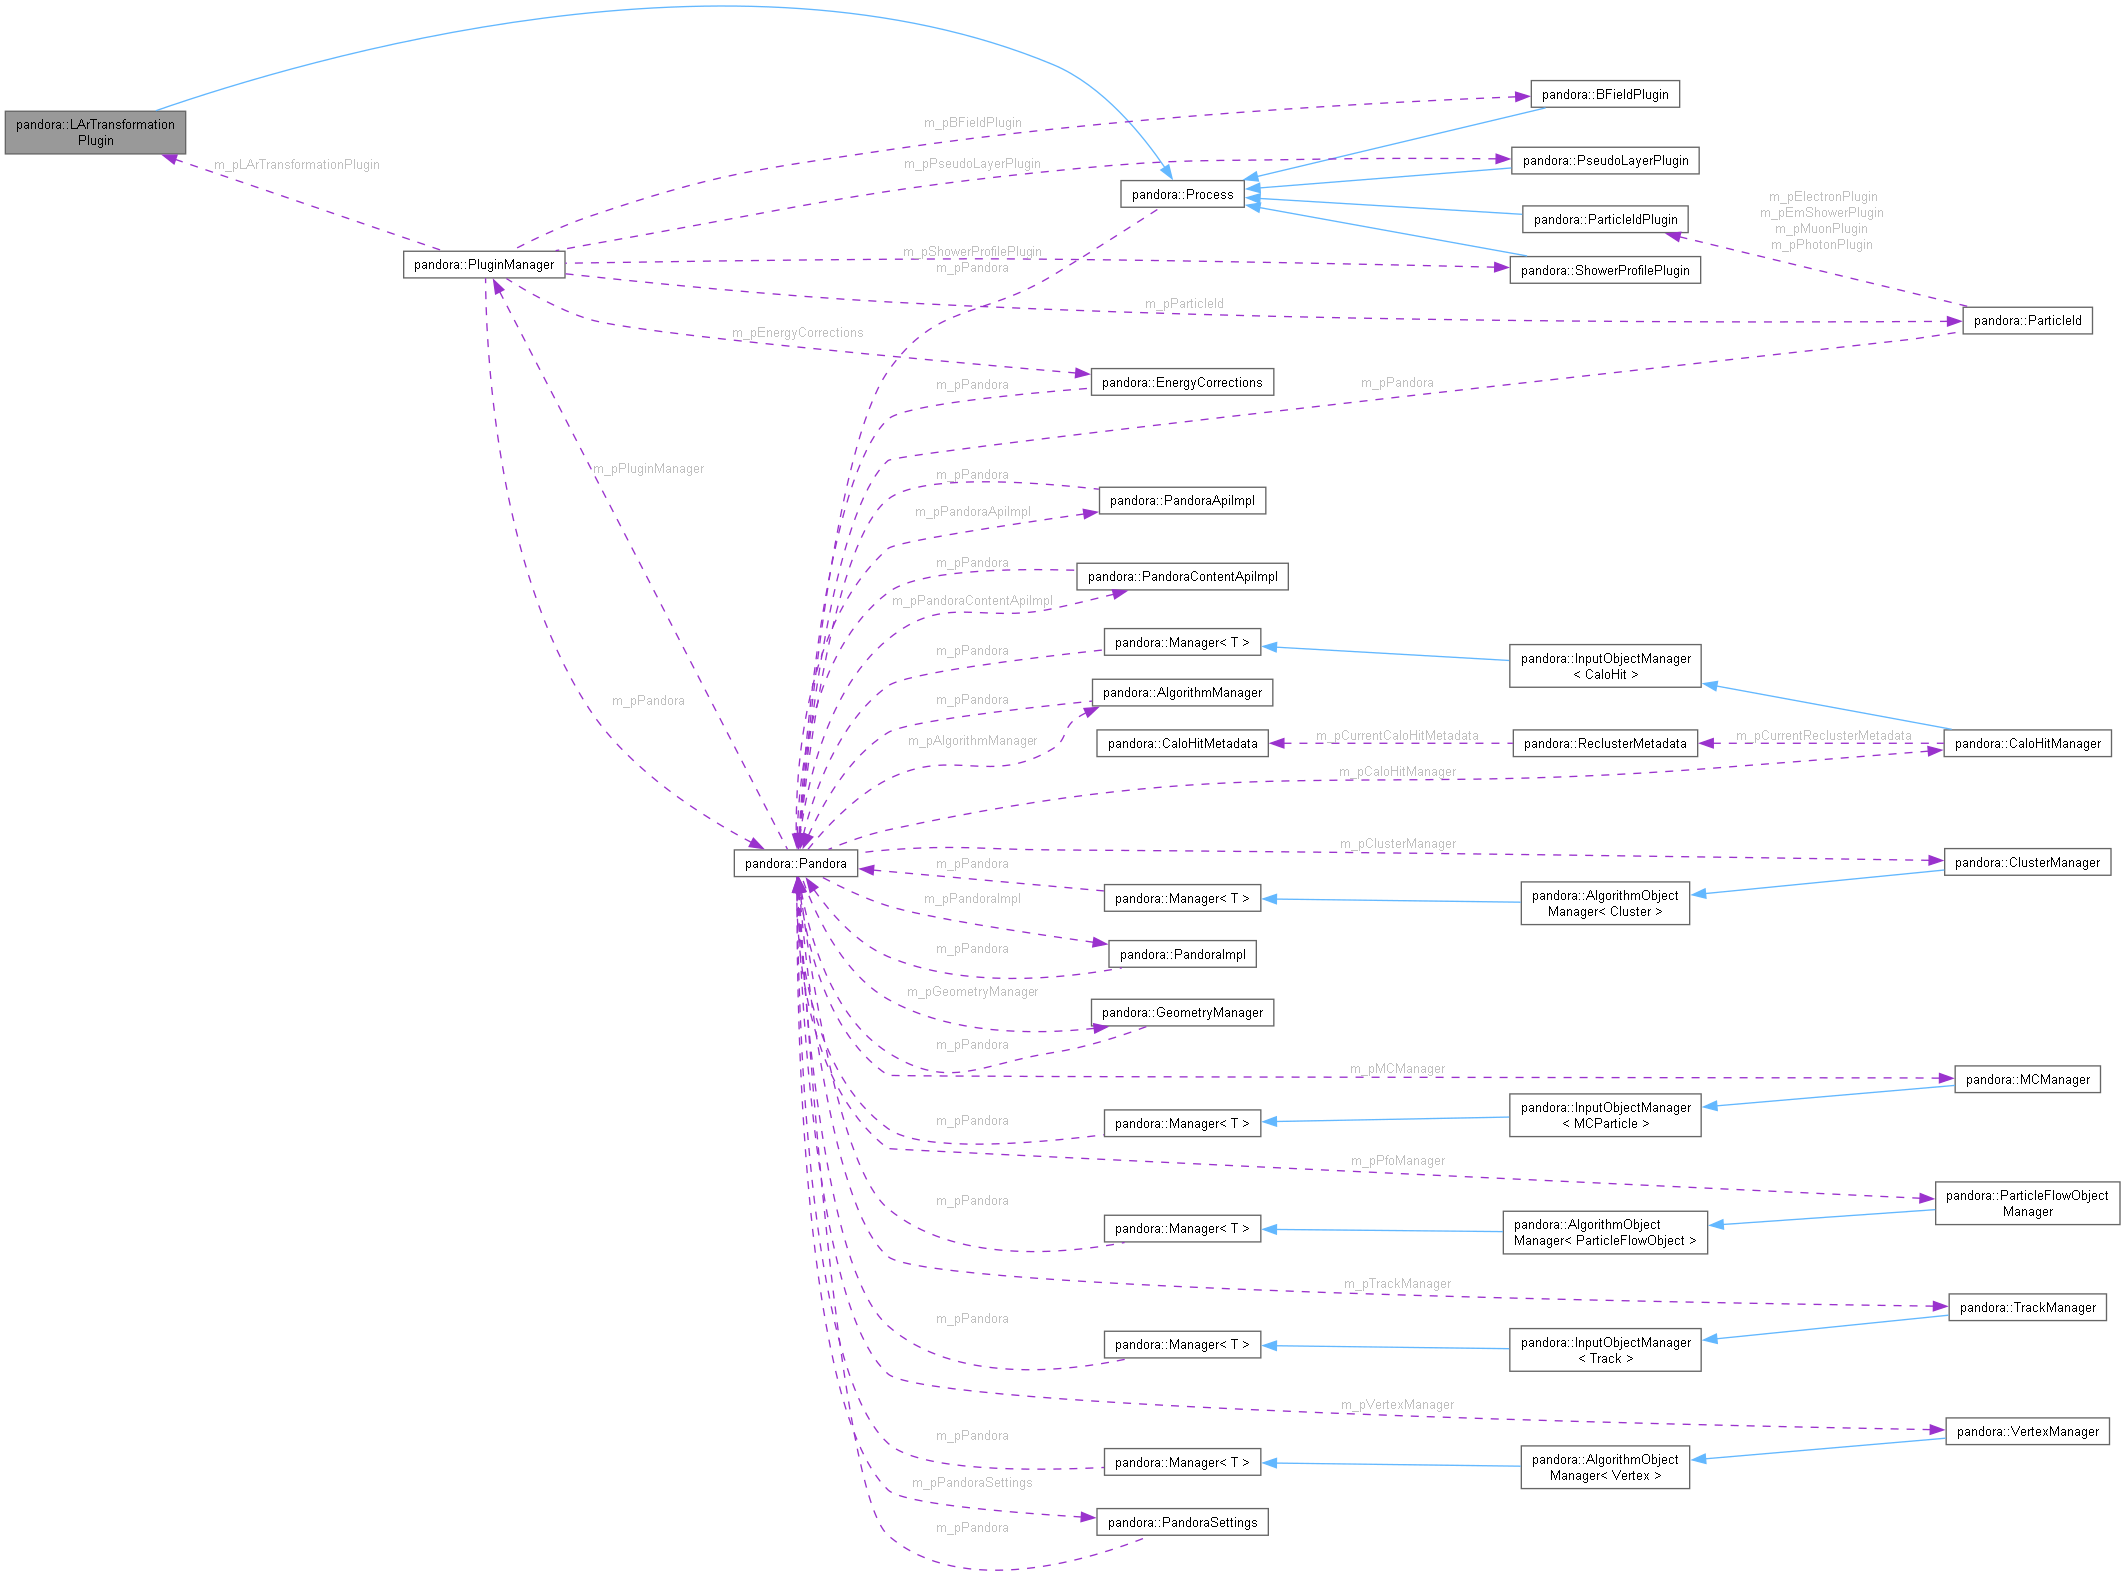 pandora::BFieldPlugin
pandora::LArTransformation
Plugin
m_pBFieldPlugin
m_pLArTransformationPlugin
m_pPseudoLayerPlugin
pandora::PseudoLayerPlugin
pandora::Process
m_pElectronPlugin
m_pEmShowerPlugin
m_pMuonPlugin
m_pPhotonPlugin
pandora::ParticleIdPlugin
pandora::PluginManager
m_pShowerProfilePlugin
m_pPandora
pandora::ShowerProfilePlugin
m_pParticleId
pandora::ParticleId
m_pEnergyCorrections
m_pPandora
pandora::EnergyCorrections
m_pPandora
m_pPluginManager
m_pPandora
pandora::PandoraApiImpl
m_pPandoraApiImpl
m_pPandora
pandora::PandoraContentApiImpl
m_pPandoraContentApiImpl
m_pPandora
pandora::Manager< T >
pandora::InputObjectManager
< CaloHit >
m_pPandora
m_pPandora
pandora::AlgorithmManager
m_pAlgorithmManager
pandora::CaloHitMetadata
m_pCurrentCaloHitMetadata
pandora::ReclusterMetadata
m_pCurrentReclusterMetadata
pandora::CaloHitManager
m_pCaloHitManager
m_pClusterManager
pandora::Pandora
m_pPandora
pandora::ClusterManager
m_pPandoraImpl
pandora::Manager< T >
pandora::AlgorithmObject
Manager< Cluster >
m_pPandora
pandora::PandoraImpl
m_pGeometryManager
pandora::GeometryManager
m_pPandora
m_pMCManager
pandora::MCManager
m_pPandora
pandora::Manager< T >
pandora::InputObjectManager
< MCParticle >
m_pPfoManager
m_pPandora
pandora::ParticleFlowObject
Manager
pandora::Manager< T >
pandora::AlgorithmObject
Manager< ParticleFlowObject >
m_pTrackManager
pandora::TrackManager
m_pPandora
pandora::Manager< T >
pandora::InputObjectManager
< Track >
m_pVertexManager
pandora::VertexManager
m_pPandora
pandora::Manager< T >
pandora::AlgorithmObject
Manager< Vertex >
m_pPandoraSettings
m_pPandora
pandora::PandoraSettings